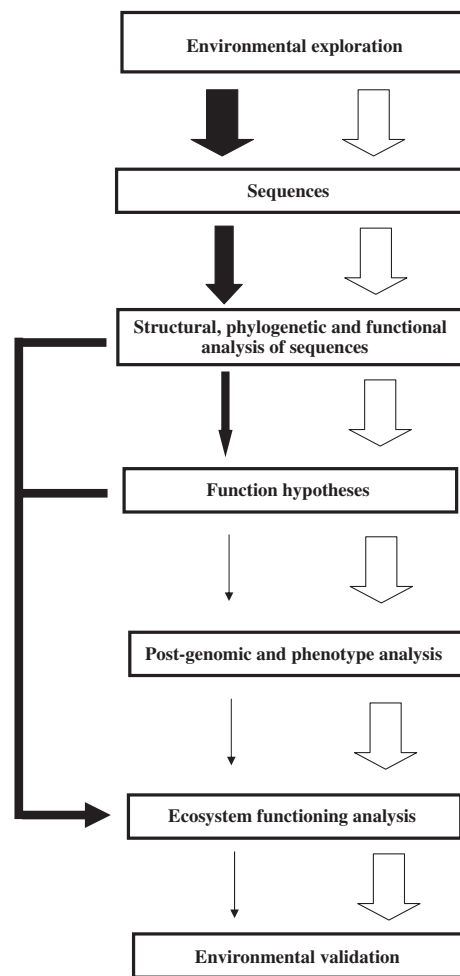 Environmental exploration
Sequences
Structural, phylogenetic and functional
analysis of sequences
Function hypotheses
Post-genomic and phenotype analysis
Ecosystem functioning analysis
Environmental validation